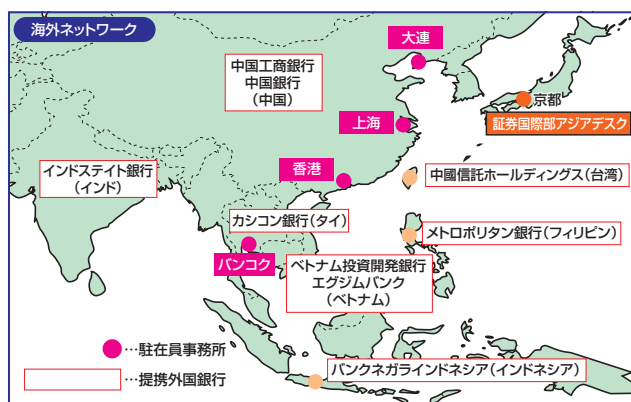 海外ネットワーク
大連
中国工商銀行
中国銀行
(中国)
京都
上海
証券国際部アジアデスク
インドステイト銀行
(インド)
香港
中國信託ホールディングス(台湾)
カシコン銀行(タイ)
メトロポリタン銀行(フィリピン)
バンコク
ベトナム投資開発銀行
エグジムバンク
(ベトナム)
…駐在員事務所
バンクネガラインドネシア(インドネシア)
…提携外国銀行